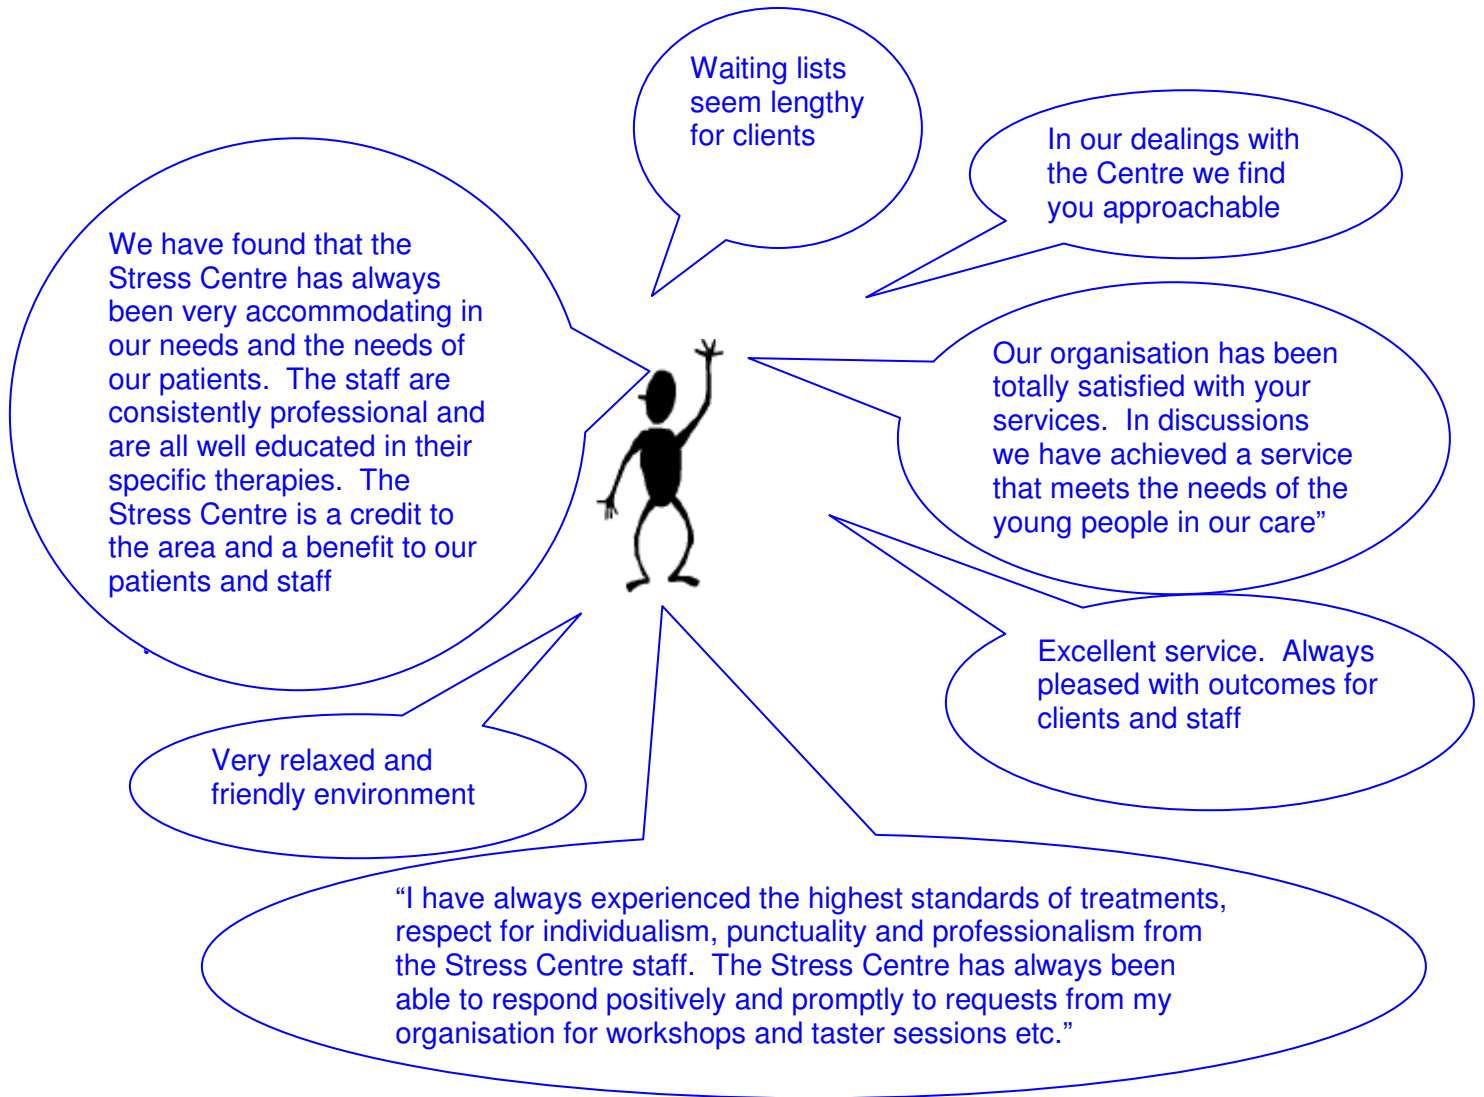 Waiting lists
seem lengthy
for clients
In our dealings with
the Centre we find
you approachable
We have found that the
Stress Centre has always
been very accommodating in
our needs and the needs of
our patients.  The staff are
consistently professional and
are all well educated in their
specific therapies.  The
Stress Centre is a credit to
the area and a benefit to our
patients and staff
Our organisation has been
totally satisfied with your
services.  In discussions
we have achieved a service
that meets the needs of the
young people in our care”
Excellent service.  Always
pleased with outcomes for
clients and staff
Very relaxed and
friendly environment
“I have always experienced the highest standards of treatments,
respect for individualism, punctuality and professionalism from
the Stress Centre staff.  The Stress Centre has always been
able to respond positively and promptly to requests from my
organisation for workshops and taster sessions etc.”